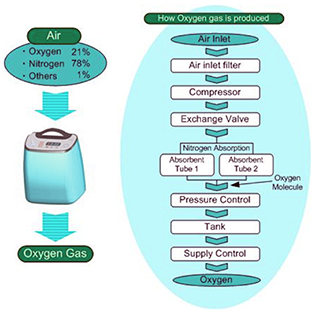 Air
• Oxygen 21%
• Nitrogen 78%
• Others 1%
Oxygen Gas
How Oxygen gas is produced
Air Inlet
Air inlet filter
Compressor
Exchange Valve
Nitrogen Absorption
Absorbent
Tube 1
Absorbent
Tube 2
Oxygen
Molecule
Pressure Control
Tank
Supply Control
Oxygen